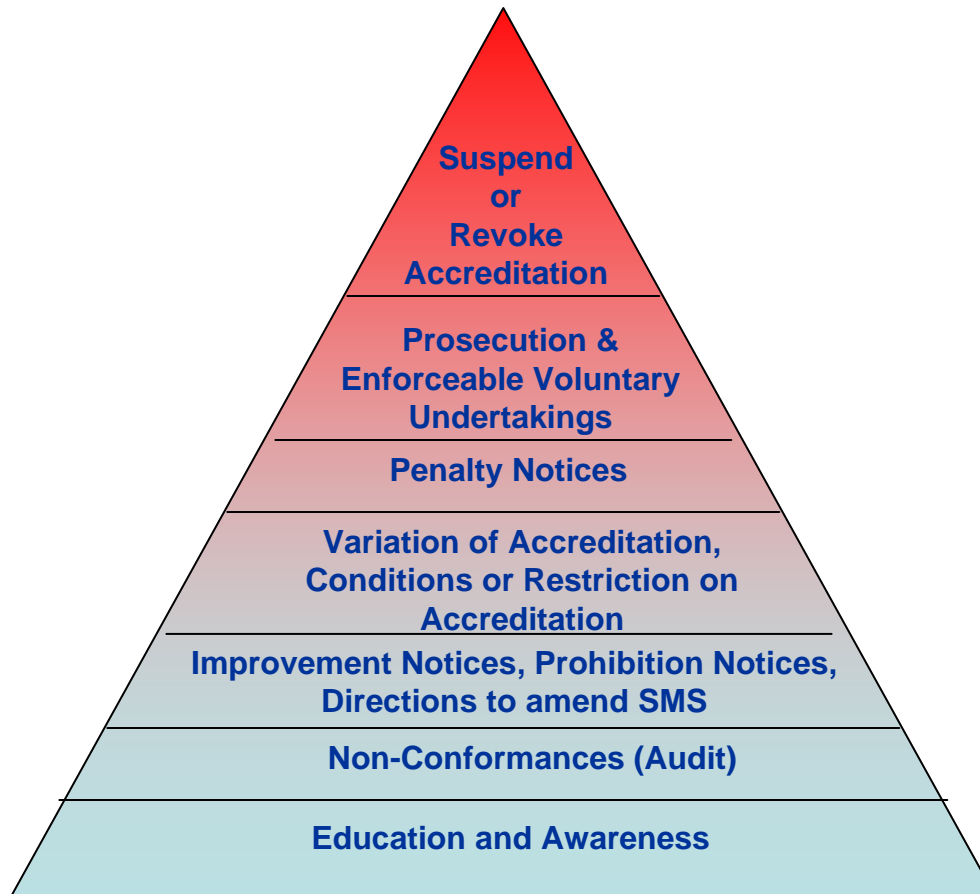 Suspend
or
Revoke
Accreditation
Prosecution &
Enforceable Voluntary
Undertakings
Penalty Notices
Variation of Accreditation,
Conditions or Restriction on
Accreditation
Improvement Notices, Prohibition Notices,
Directions to amend SMS
Non-Conformances (Audit)
Education and Awareness